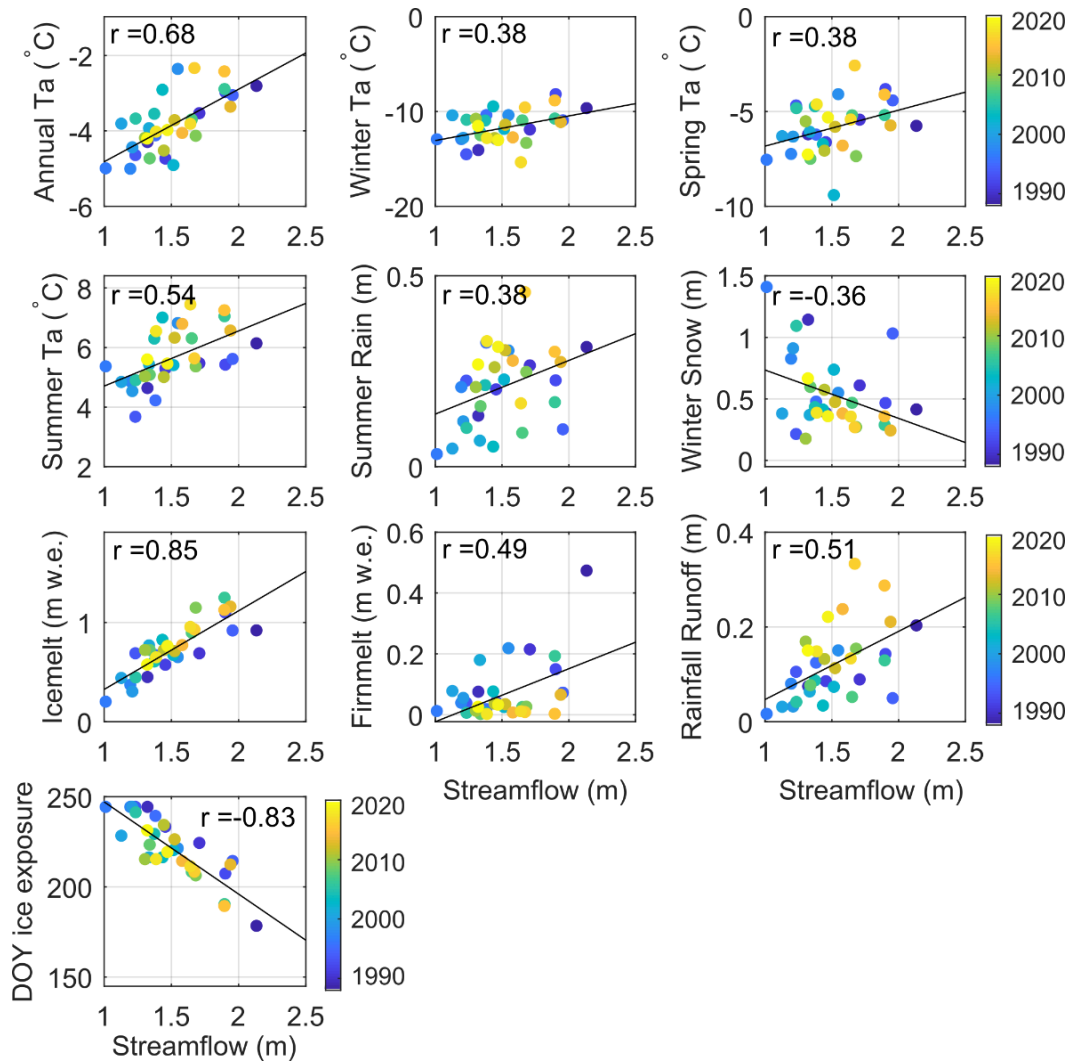 Annual Ta (°C)
-2
-4
-6
r =0.68
1 1.5 2 2.5
Winter Ta (°C)
0
-10
-20
r =0.38
1 1.5 2 2.5
Spring Ta (°C)
0
-5
-10
r =0.38
1 1.5 2 2.5
2020
2010
2000
1990
Summer Ta (°C)
8
6
4
2
r =0.54
1 1.5 2 2.5
Summer Rain (m)
0.5
0
r =0.38
1 1.5 2 2.5
Winter Snow (m)
1.5
1
0.5
0
r =-0.36
1 1.5 2 2.5
2020
2010
2000
1990
Icemelt (m w.e.)
1
0
r =0.85
1 1.5 2 2.5
Firnmelt (m w.e.)
0.6
0.4
0.2
0
r =0.49
1 1.5 2 2.5
Streamflow (m)
Rainfall Runoff (m)
0.4
0.2
0
r =0.51
1 1.5 2 2.5
Streamflow (m)
2020
2010
2000
1990
DOY ice exposure
250
200
150
r =-0.83
1 1.5 2 2.5
Streamflow (m)
2020
2010
2000
1990